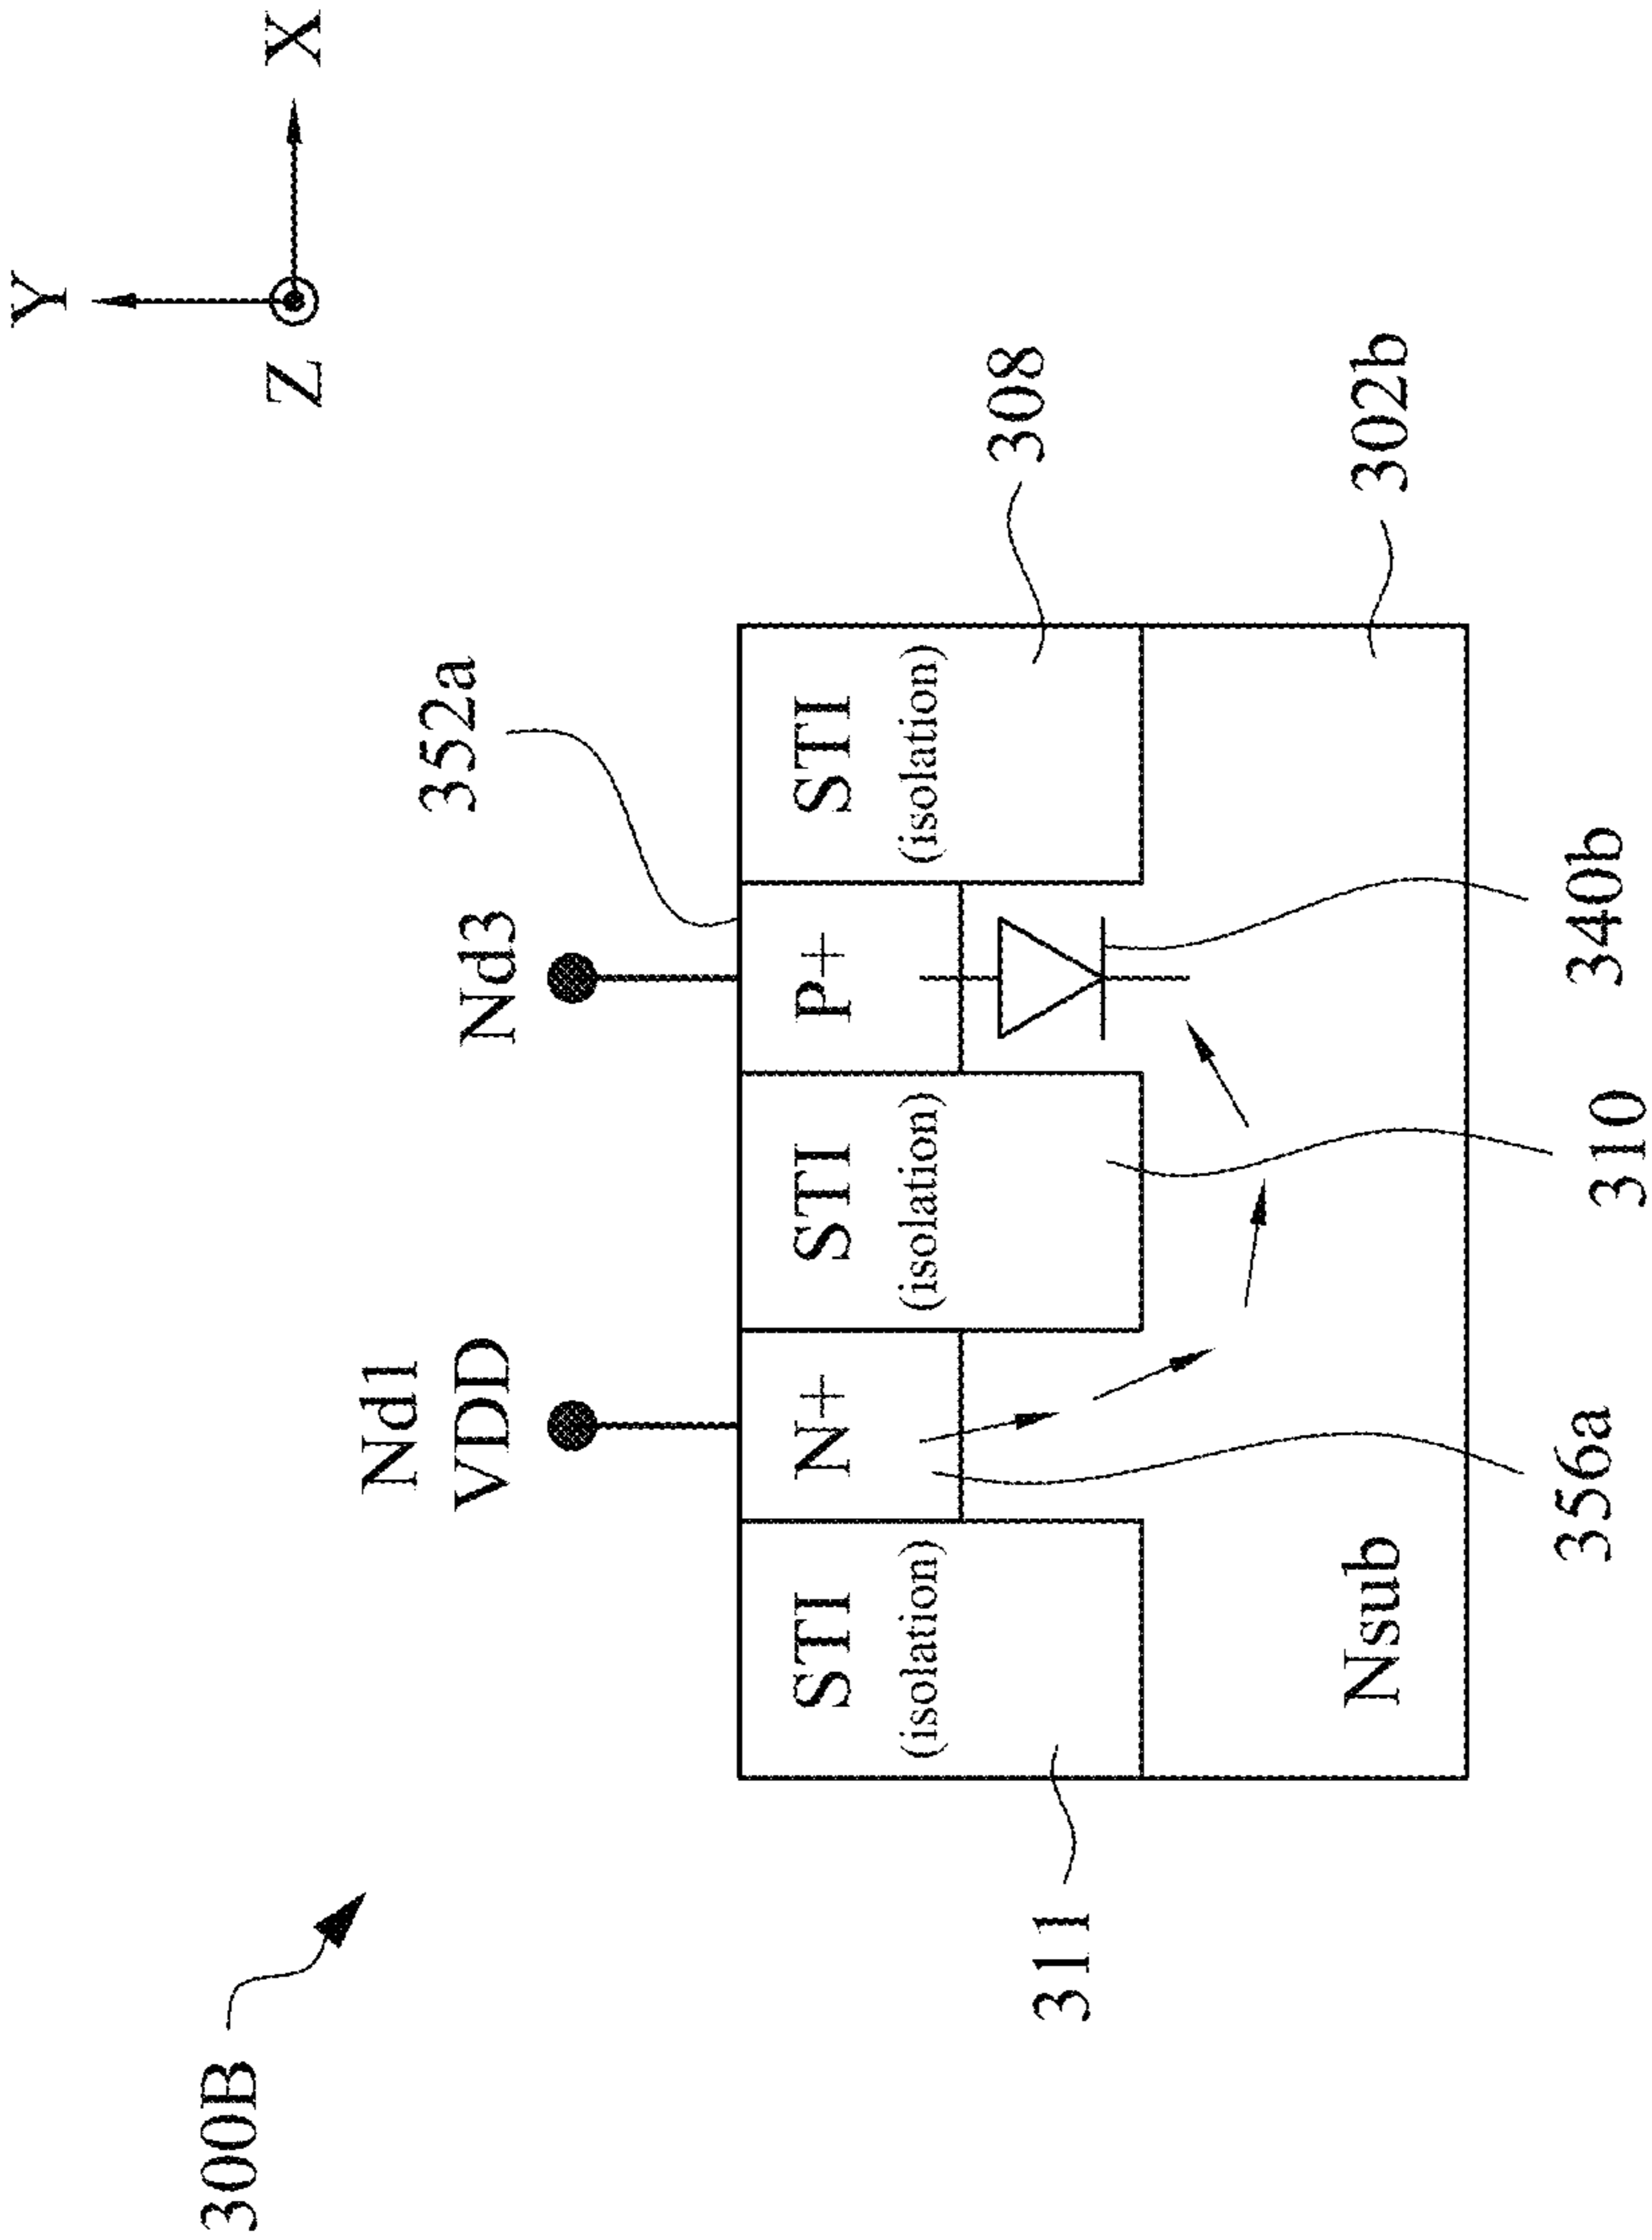 300B
Y
Z
X
Nd1
VDD
Nd3
352a
STI
(isolation)
N+
STI
(isolation)
P+
STI
(isolation)
308
311
Nsub
302b
356a
310
340b